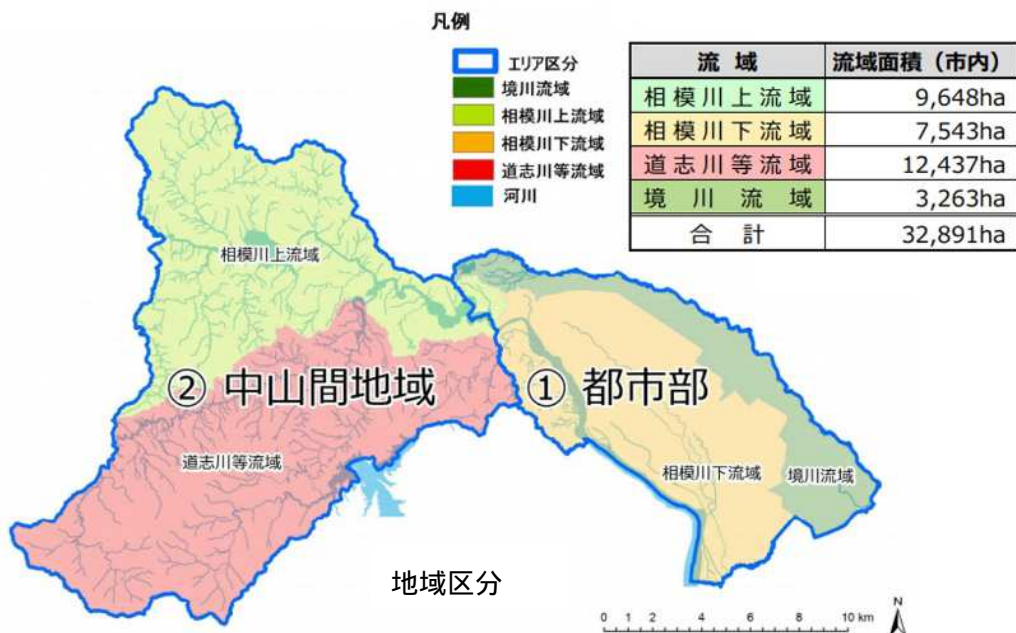 凡例
エリア区分
境川流域
相模川上流域
相模川下流域
道志川等流域
河川
流域 流域面積（市内）
相模川上流域 9,648ha
相模川下流域 7,543ha
道志川等流域 12,437ha
境川流域 3,263ha
合計 32,891ha
相模川上流域
② 中山間地域
① 都市部
道志川等流域
相模川下流域
境川流域
地域区分
0 1 2 4 6 8 10 km
N